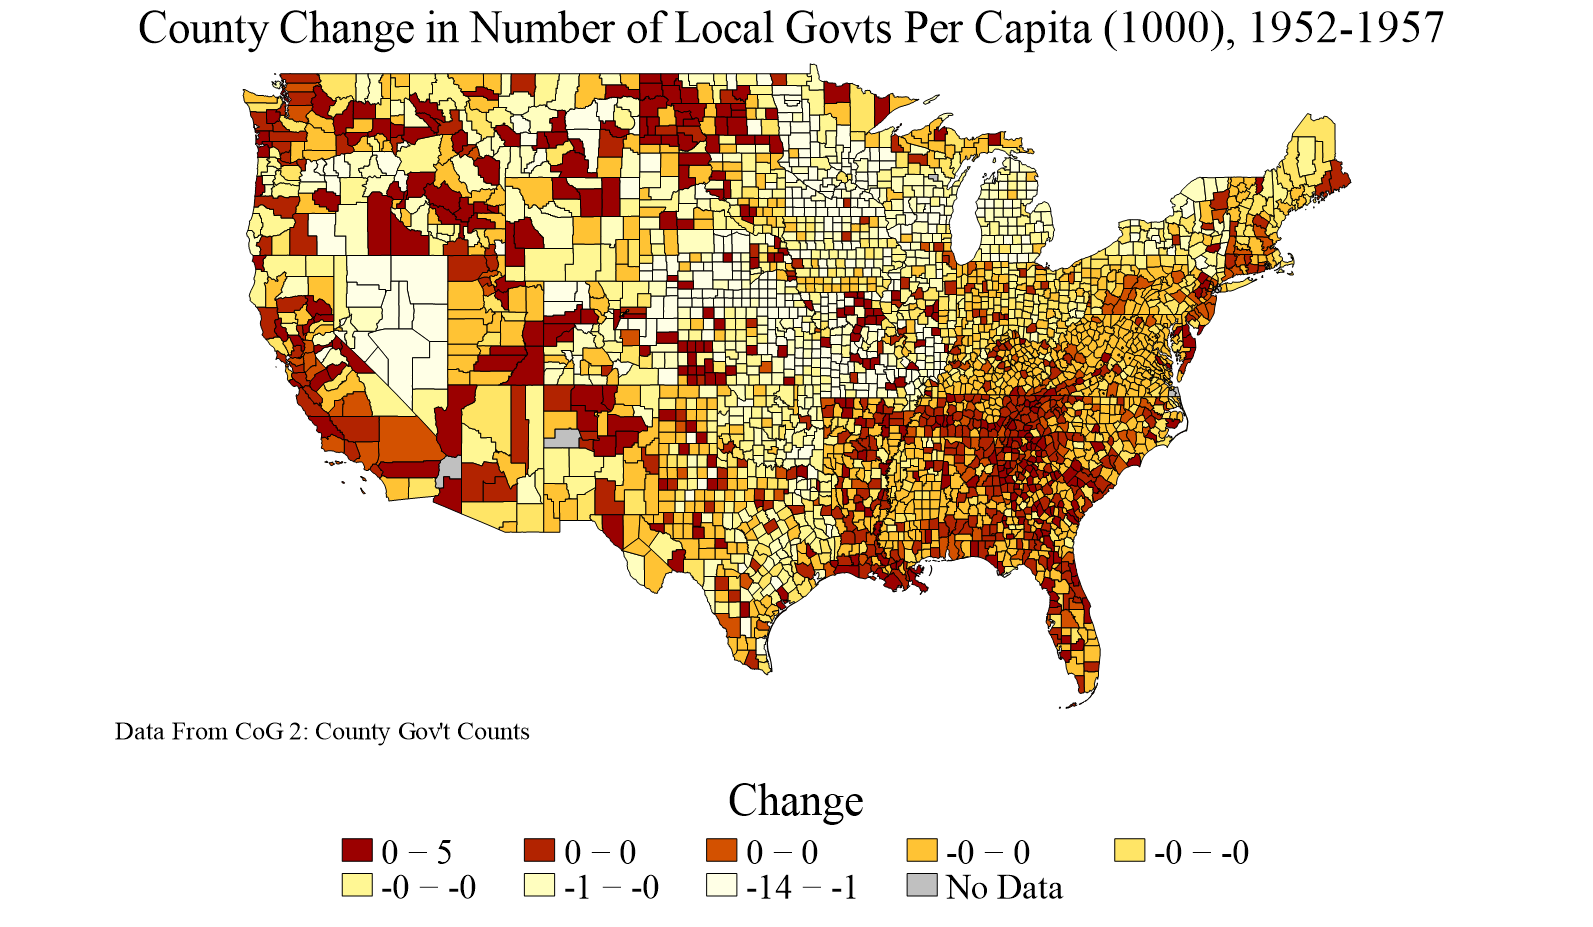 County Change in Number of Local Govts Per Capita (1000), 1952-1957
Data From CoG 2: County Gov't Counts
Change
0 − 5 0 − 0 0 − 0 -0 − 0 -0 − -0
-0 − -0 -1 − -0 -14 − -1 No Data